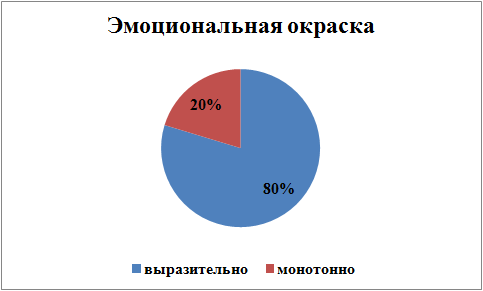 Эмоциональная окраска
20%
80%
выразительно монотонно